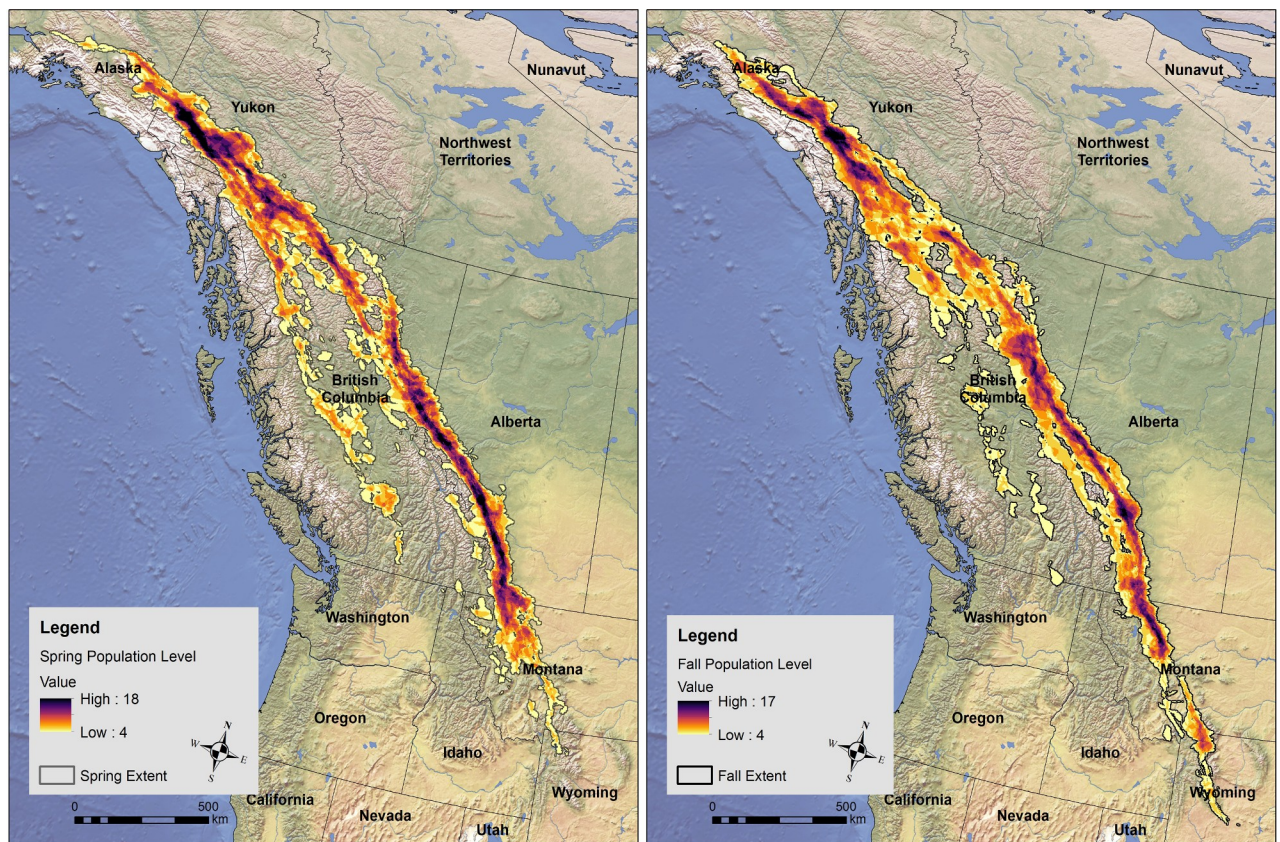 Alaska
Yukon
Nunavut
Northwest
Territories
British
Columbia
Alberta
Washington
Montana
Oregon
Idaho
Wyoming
California
Nevada
Utah
Legend
Spring Population Level
Value
High : 18
Low : 4
Spring Extent
N
W
E
S
0
500
km
Alaska
Yukon
Nunavut
Northwest
Territories
British
Columbia
Alberta
Washington
Montana
Oregon
Idaho
Wyoming
California
Nevada
Utah
Legend
Fall Population Level
Value
High : 17
Low : 4
Fall Extent
N
W
E
S
0
500
km